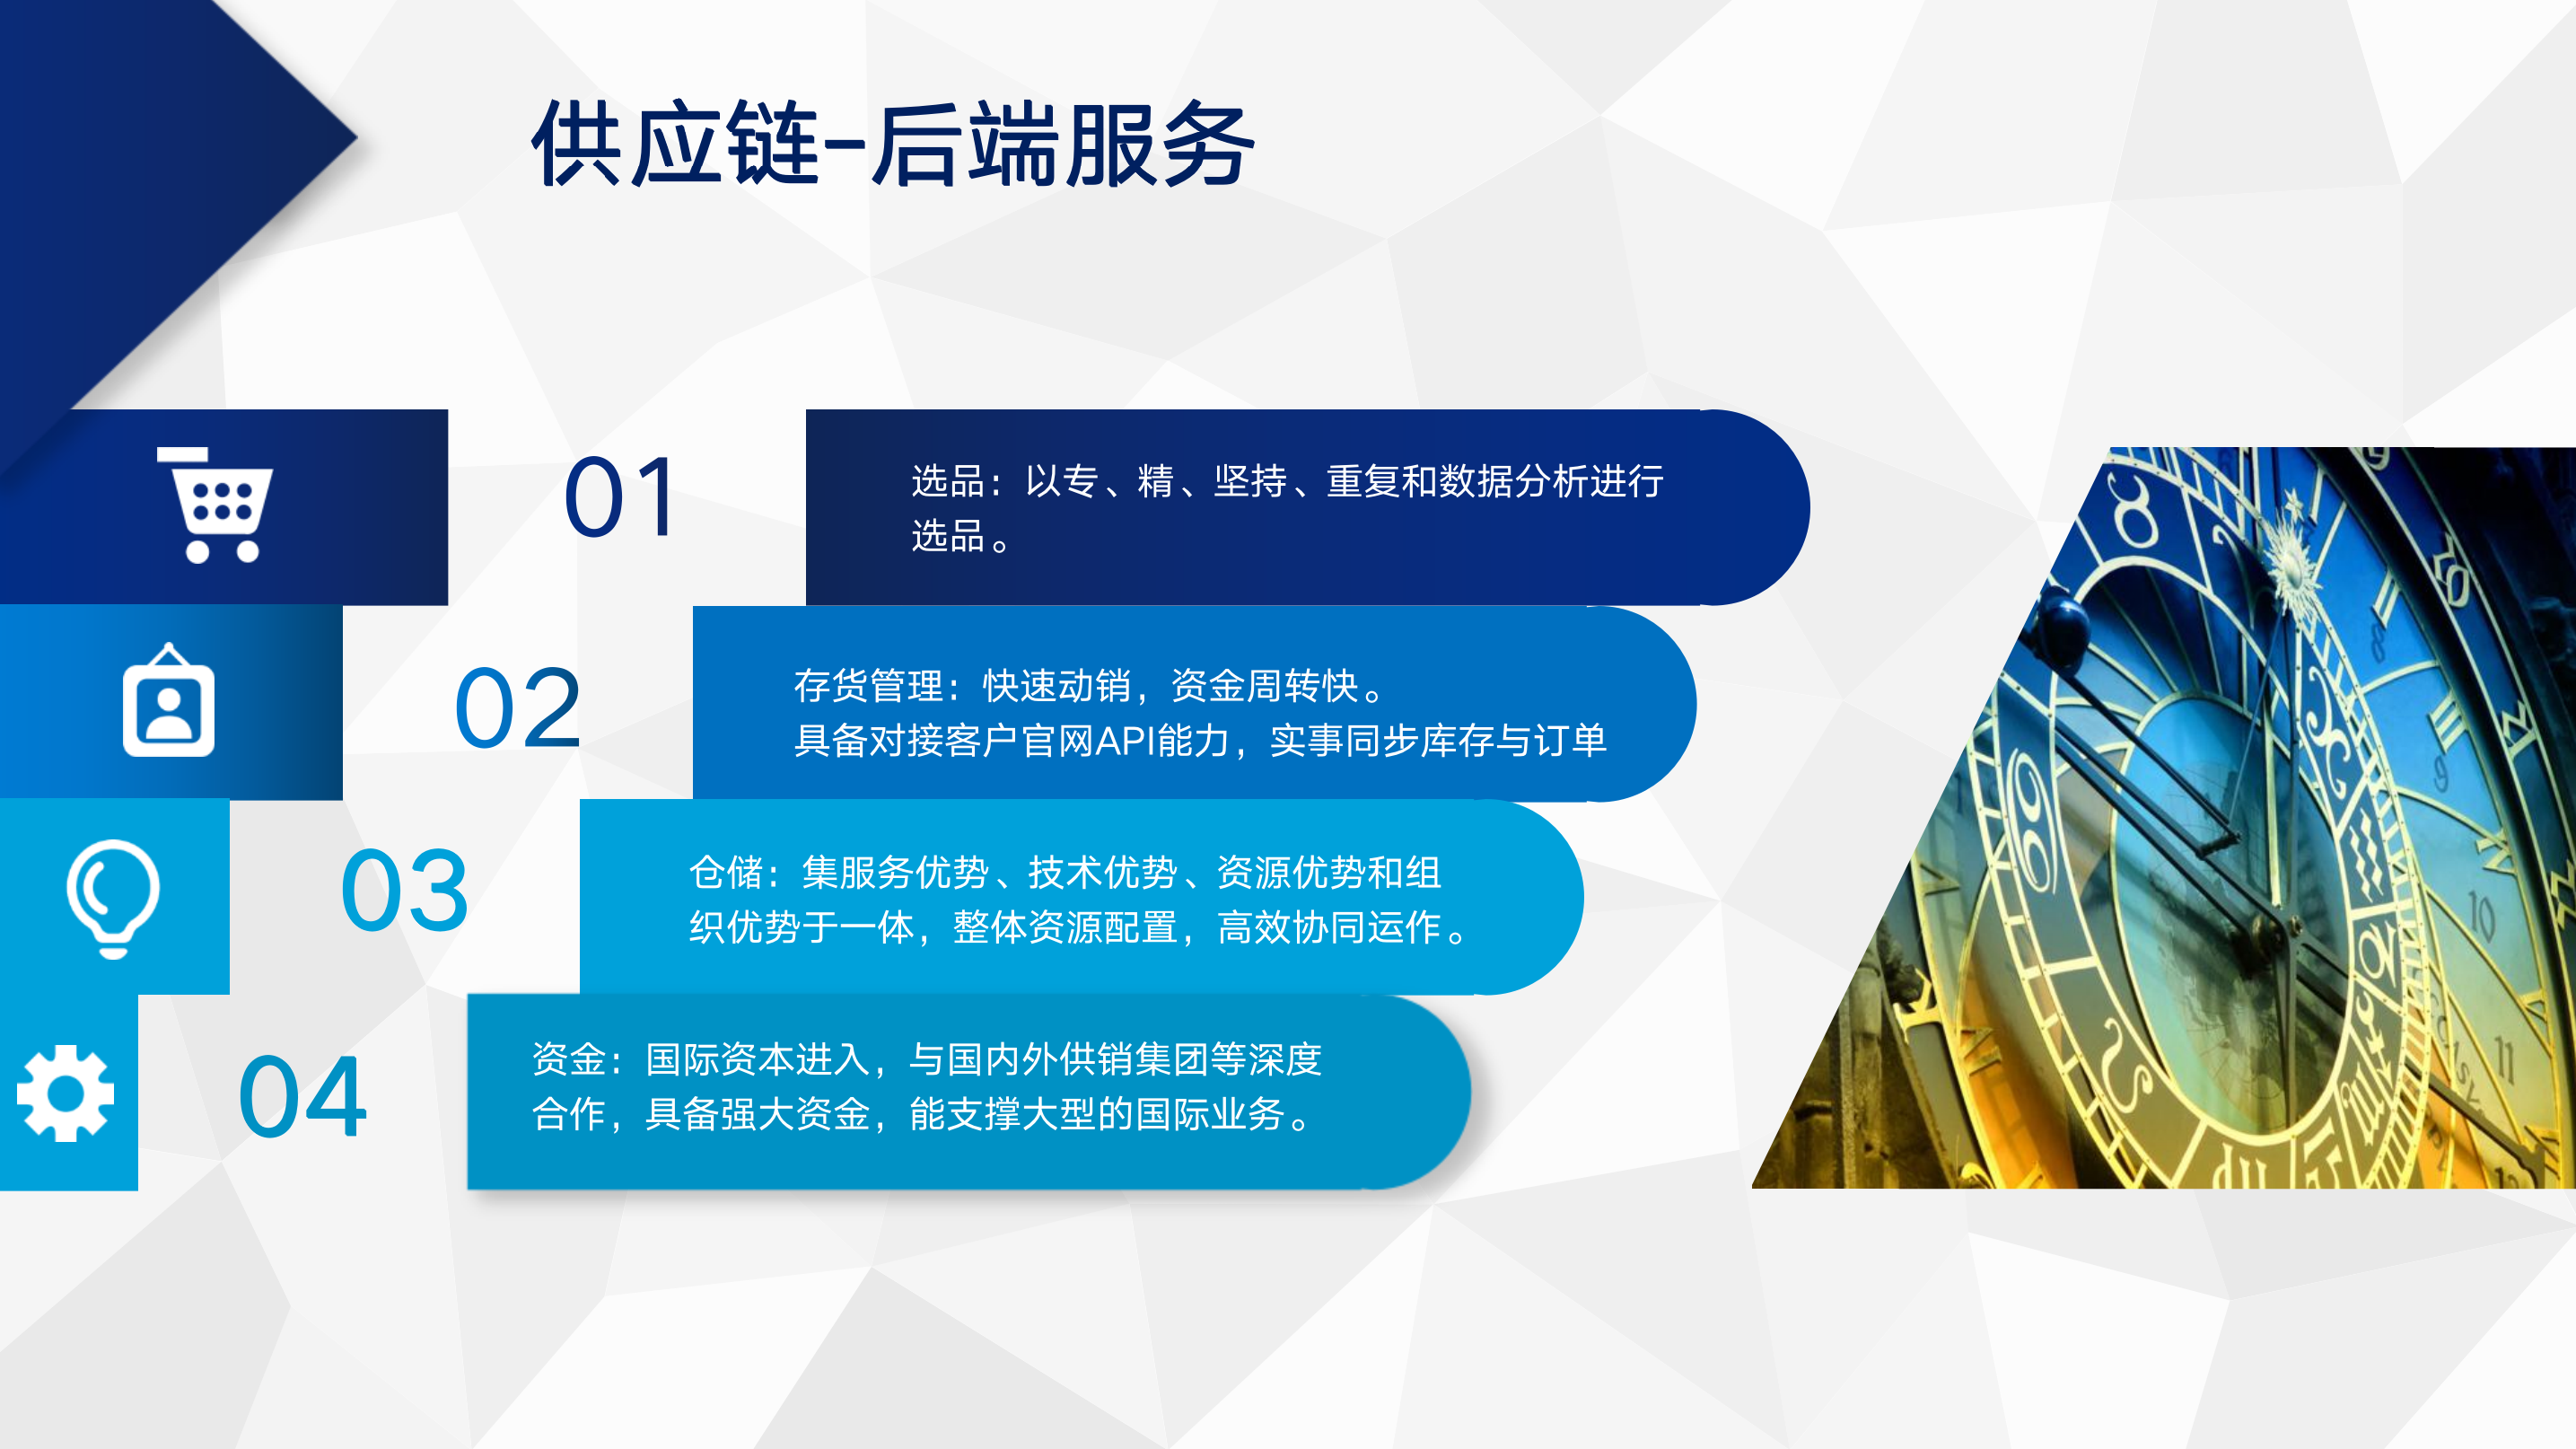 供应链-后端服务
01
选品：以专、精、坚持、重复和数据分析进行
选品。
02
存货管理：快速动销，资金周转快。
具备对接客户官网API能力，实事同步库存与订单
03
仓储：集服务优势、技术优势、资源优势和组
织优势于一体，整体资源配置，高效协同运作。
04
资金：国际资本进入，与国内外供销集团等深度
合作，具备强大资金，能支撑大型的国际业务。
8
9
10
11